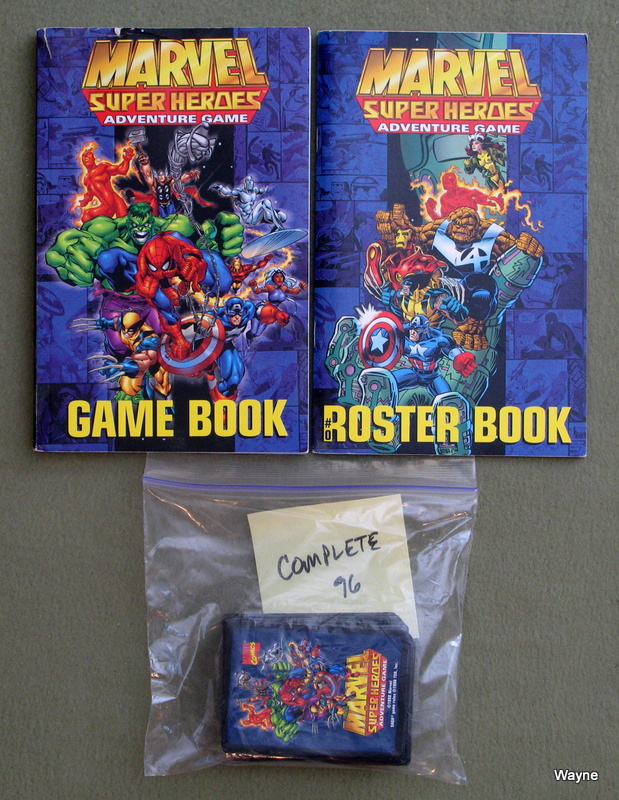 MARVEL
SUPER HEROES
ADVENTURE GAME
GAME BOOK
MARVEL
SUPER HEROES
ADVENTURE GAME
#0
ROSTER BOOK
COMPLETE
96
COMICS
MARVEL
SUPER HEROES
ADVENTURE GAME
Wayne